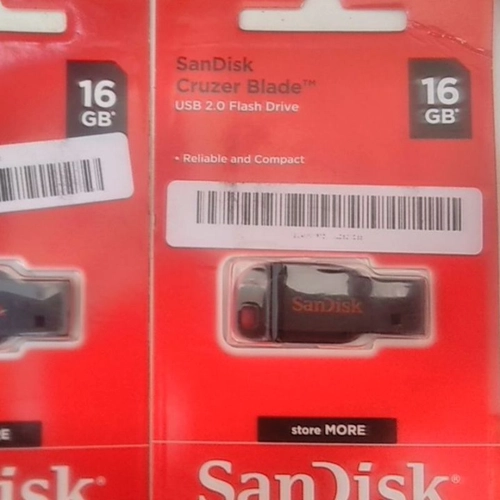 16
GB*
E
isk®
SanDisk
Cruzer Blade™
USB 2.0 Flash Drive
16
GB*
• Reliable and Compact
SanDisk
store MORE
SanDisk®